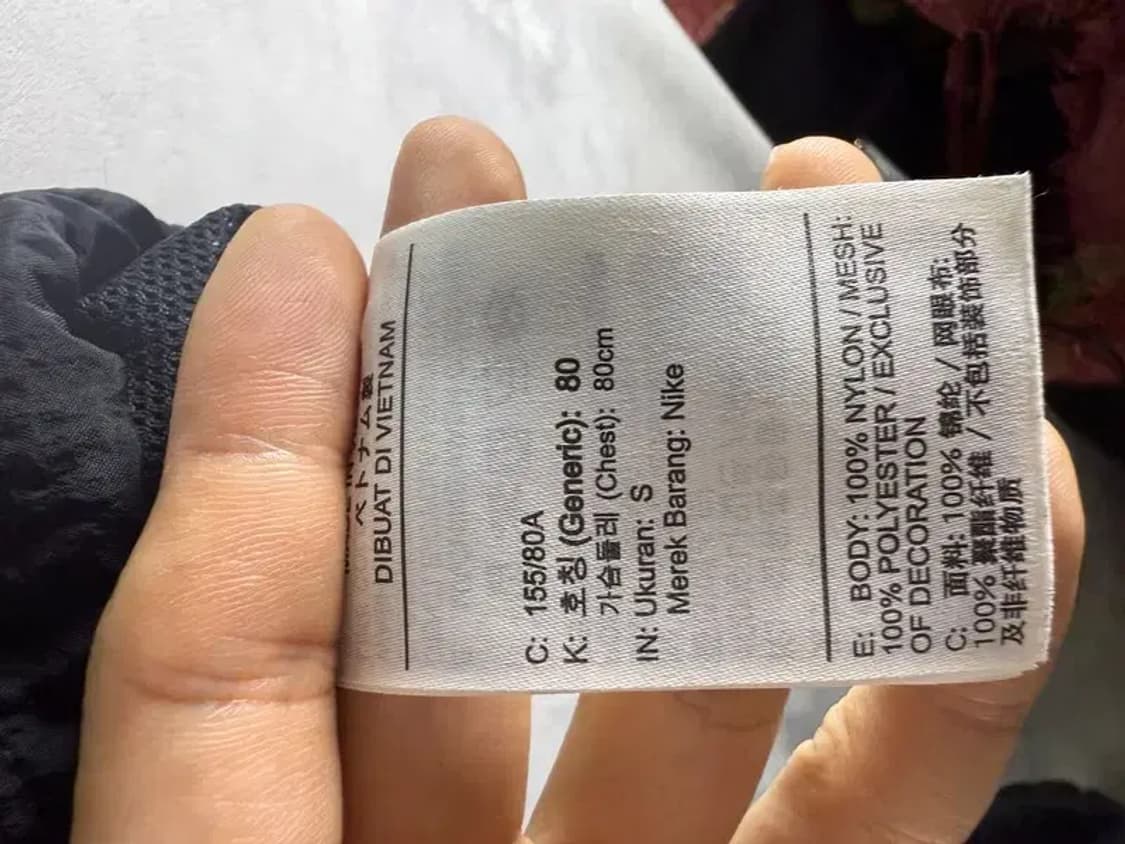 ベトナム製
DIBUAT DI VIETNAM
C: 155/80A
K: 호칭 (Generic): 80
가슴둘레 (Chest): 80cm
IN: Ukuran: S
Merek Barang: Nike
E: BODY: 100% NYLON / MESH:
100% POLYESTER / EXCLUSIVE
OF DECORATION
C: 面料: 100% 锦纶 / 网眼布:
100% 聚酯纤维 / 不包括装饰部分
及非纤维物质